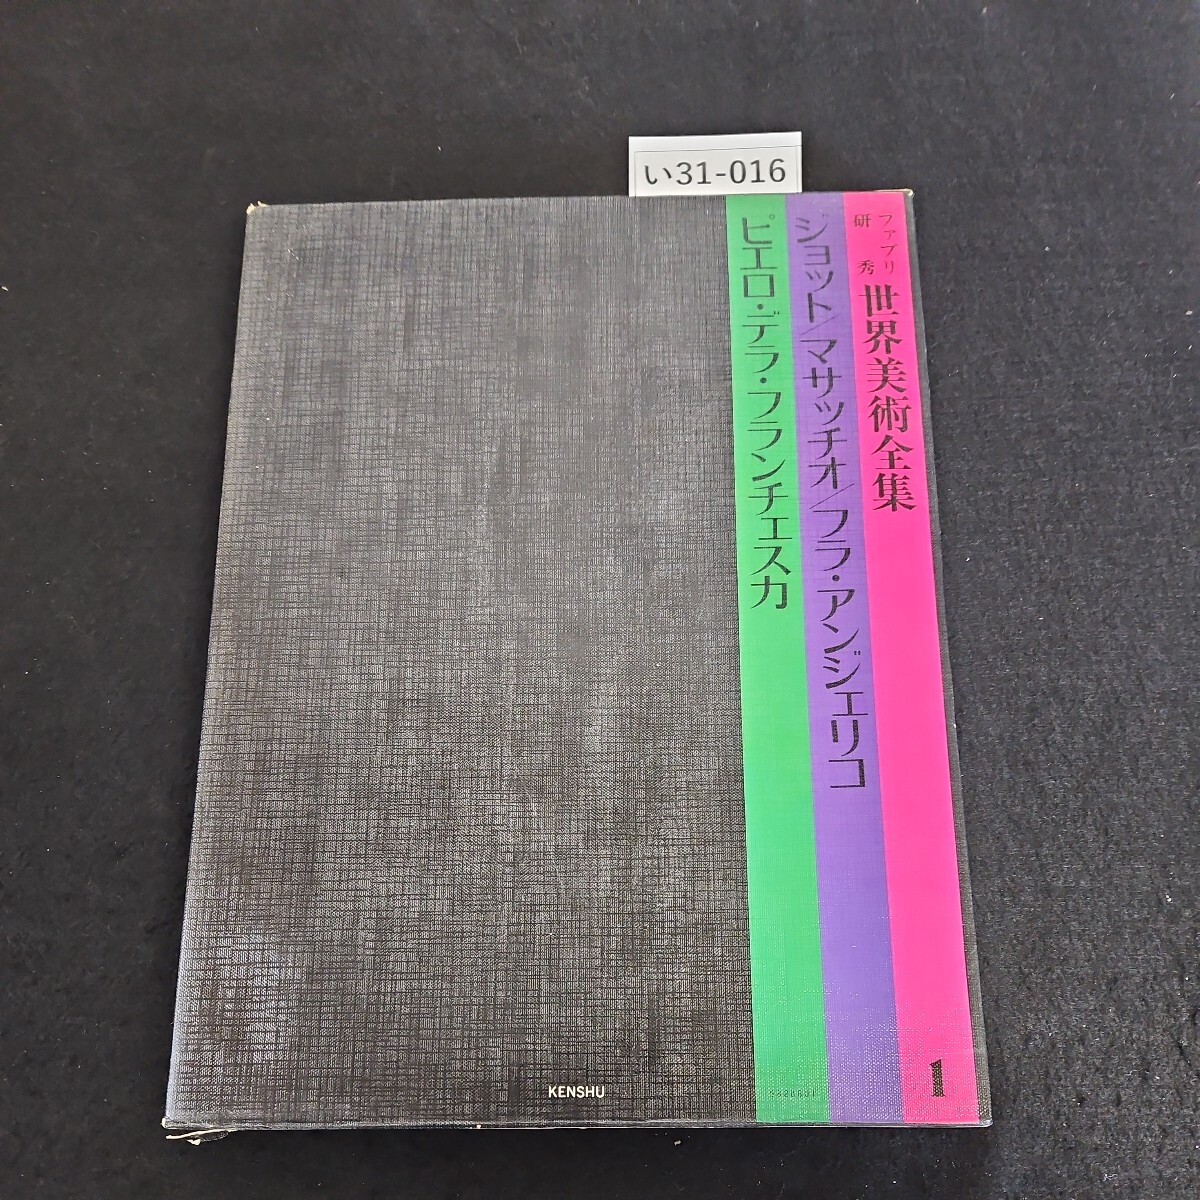 い31-016
ファブリ
研秀
世界美術全集
ジョット/マサッチオ/フラ・アンジェリコ
ピエロ・デラ・フランチェスカ
1
KENSHU